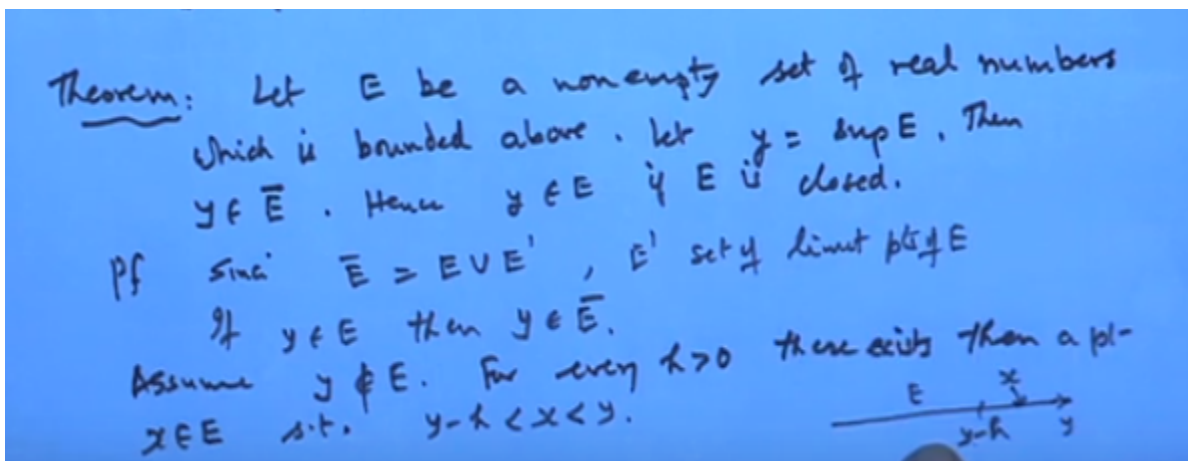 Theorem: Let E be a nonempty set of real numbers
which is bounded above. Let y = sup E. Then
y ∈ Ē. Hence y ∈ E if E is closed.
Pf Since Ē = E ∪ E' , E' set of limit pts of E
If y ∈ E then y ∈ Ē.
Assume y ∉ E. For every h>0 there exists then a pt-
x ∈ E s.t. y-h < x < y.
E x
y-h y